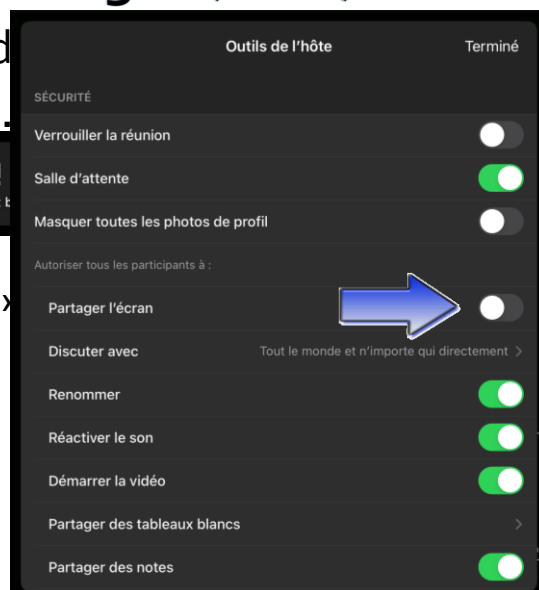 Outils de l'hôte
Terminé
SÉCURITÉ
Verrouiller la réunion
Salle d'attente
Masquer toutes les photos de profil
Autoriser tous les participants à :
Partager l'écran
Discuter avec
Tout le monde et n'importe qui directement >
Renommer
Réactiver le son
Démarrer la vidéo
Partager des tableaux blancs
>
Partager des notes